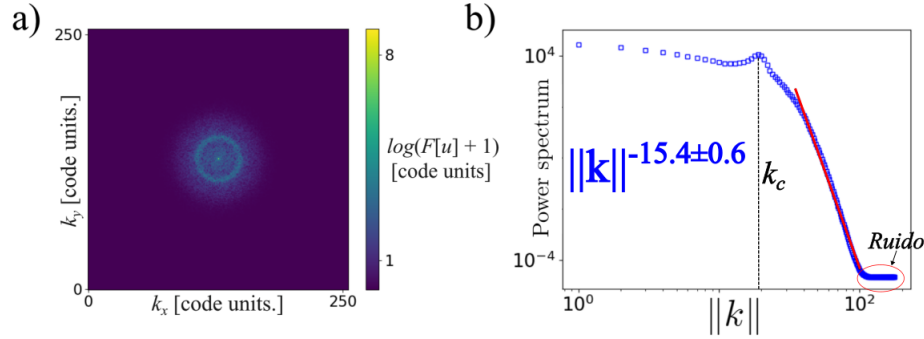 a)
250
k_y [code units.]
0
0
k_x [code units.]
250
8
log(F[u] + 1)
[code units]
1
b)
Power spectrum
10^4
10^-4
||k||^-15.4±0.6
k_c
Ruido
10^0
||k||
10^2